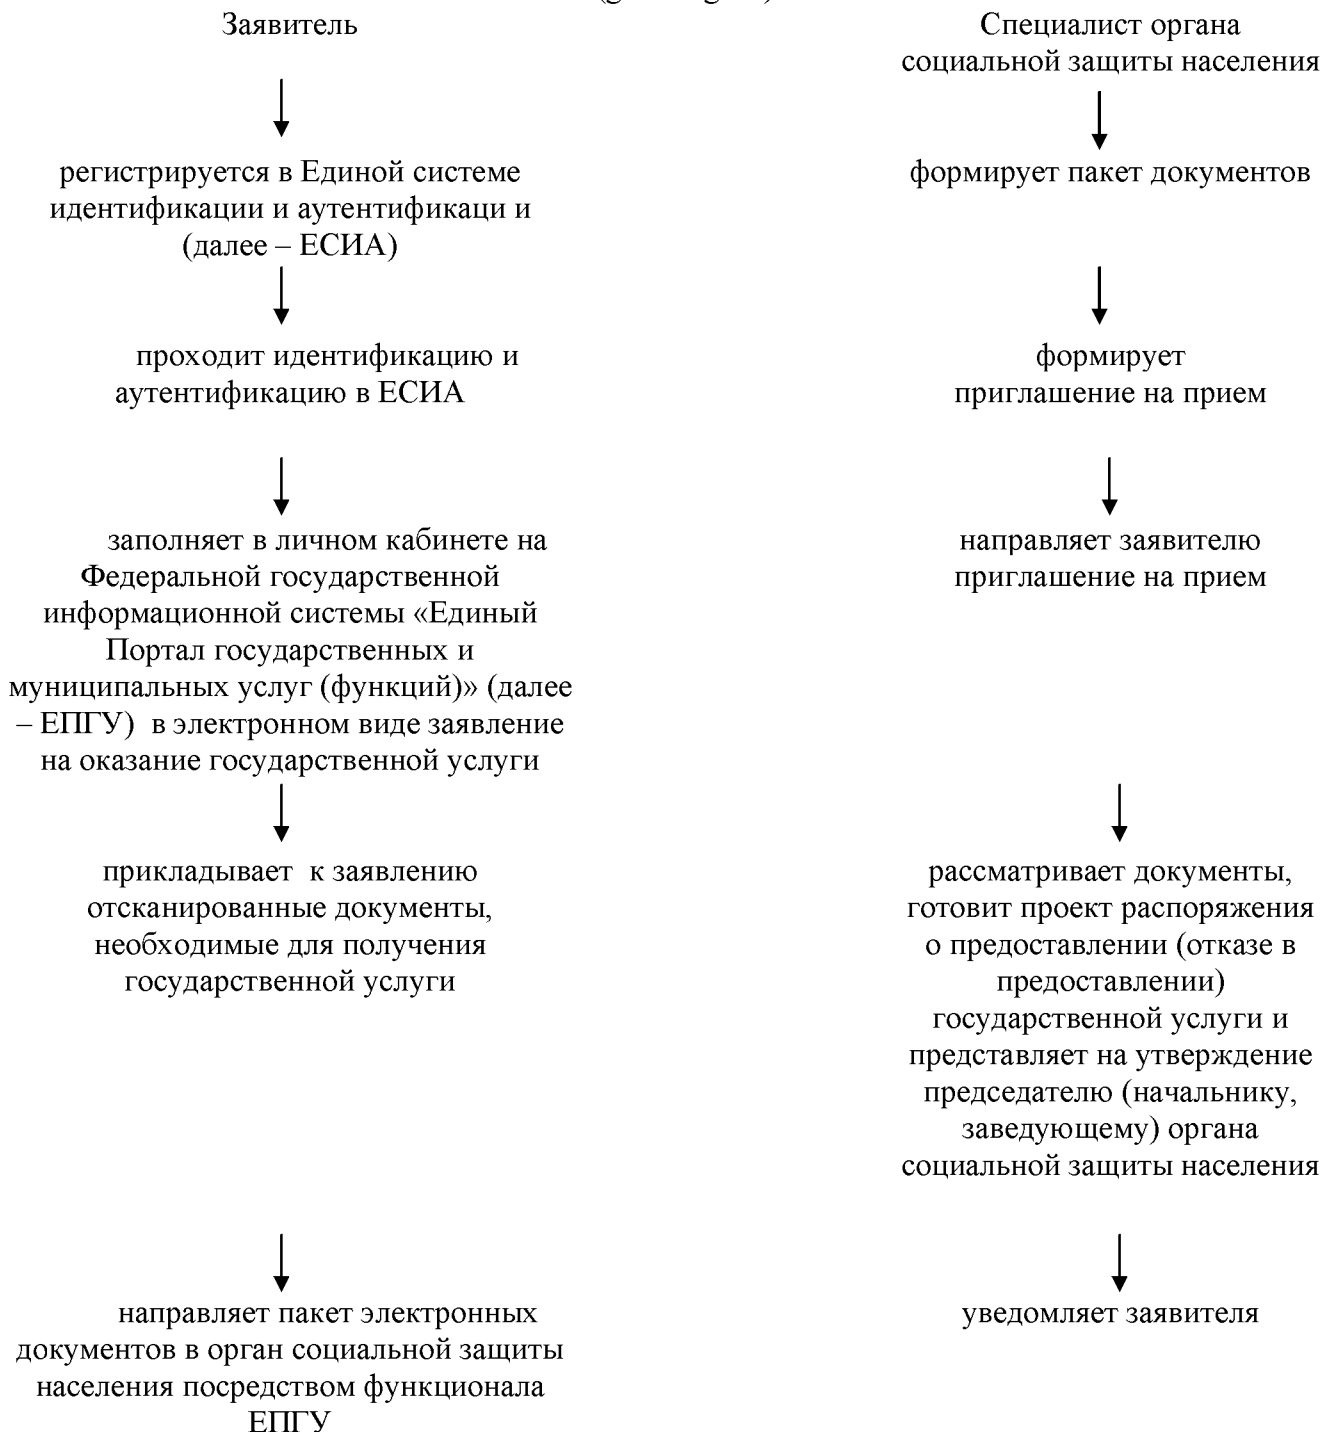 Заявитель
регистрируется в Единой системе
идентификации и аутентификаци и
(далее – ЕСИА)
проходит идентификацию и
аутентификацию в ЕСИА
заполняет в личном кабинете на
Федеральной государственной
информационной системы «Единый
Портал государственных и
муниципальных услуг (функций)» (далее
– ЕПГУ) в электронном виде заявление
на оказание государственной услуги
прикладывает к заявлению
отсканированные документы,
необходимые для получения
государственной услуги
направляет пакет электронных
документов в орган социальной защиты
населения посредством функционала
ЕПГУ
Специалист органа
социальной защиты населения
формирует пакет документов
формирует
приглашение на прием
направляет заявителю
приглашение на прием
рассматривает документы,
готовит проект распоряжения
о предоставлении (отказе в
предоставлении)
государственной услуги и
представляет на утверждение
председателю (начальнику,
заведующему) органа
социальной защиты населения
уведомляет заявителя